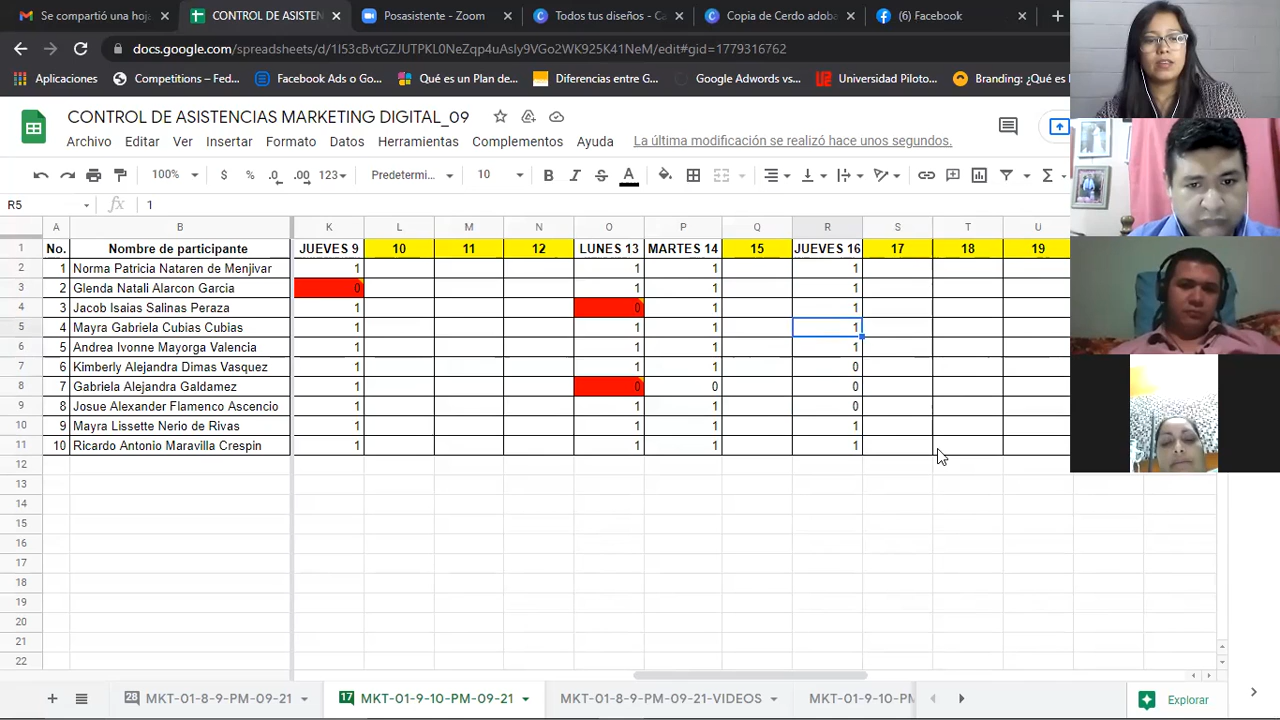 Se compartió una hoja
CONTROL DE ASISTEN
Posasistente - Zoom
Todos tus diseños - Ca
Copia de Cerdo adoba
(6) Facebook
docs.google.com/spreadsheets/d/1I53cBvtGZJUTPKL0NeZqq4uAsly9VGo2WK925K41NeM/edit#gid=1779316762
Aplicaciones
Competitions – Fed...
Facebook Ads o Go...
Qué es el Plan de...
Diferencias entre G...
Google Adwords vs...
Universidad Piloto...
Branding: ¿Qué es l
CONTROL DE ASISTENCIAS MARKETING DIGITAL_09
Archivo Editar Ver Insertar Formato Datos Herramientas Complementos Ayuda La última modificación se realizó hace unos segundos.
100% $ % .0 .00 123 Predetermi... 10 B I S A
R5 fx 1
A B K L M N O P Q R S T U
1 No. Nombre de participante JUEVES 9 10 11 12 LUNES 13 MARTES 14 15 JUEVES 16 17 18 19
2 1 Norma Patricia Nataren de Menjivar 1 1 1 1
3 2 Glenda Natali Alarcon Garcia 0 1 1 1
4 3 Jacob Isaias Salinas Peraza 1 0 1 1
5 4 Mayra Gabriela Cubias Cubias 1 1 1 1
6 5 Andrea Ivonne Mayorga Valencia 1 1 1 1
7 6 Kimberly Alejandra Dimas Vasquez 1 1 1 0
8 7 Gabriela Alejandra Galdamez 1 0 0 0
9 8 Josue Alexander Flamenco Ascencio 1 1 1 0
10 9 Mayra Lissette Nerio de Rivas 1 1 1 1
11 10 Ricardo Antonio Maravilla Crespin 1 1 1 1
12
13
14
15
16
17
18
19
20
21
22
28 MKT-01-8-9-PM-09-21
17 MKT-01-9-10-PM-09-21
MKT-01-8-9-PM-09-21-VIDEOS
MKT-01-9-10-PM
Explorar